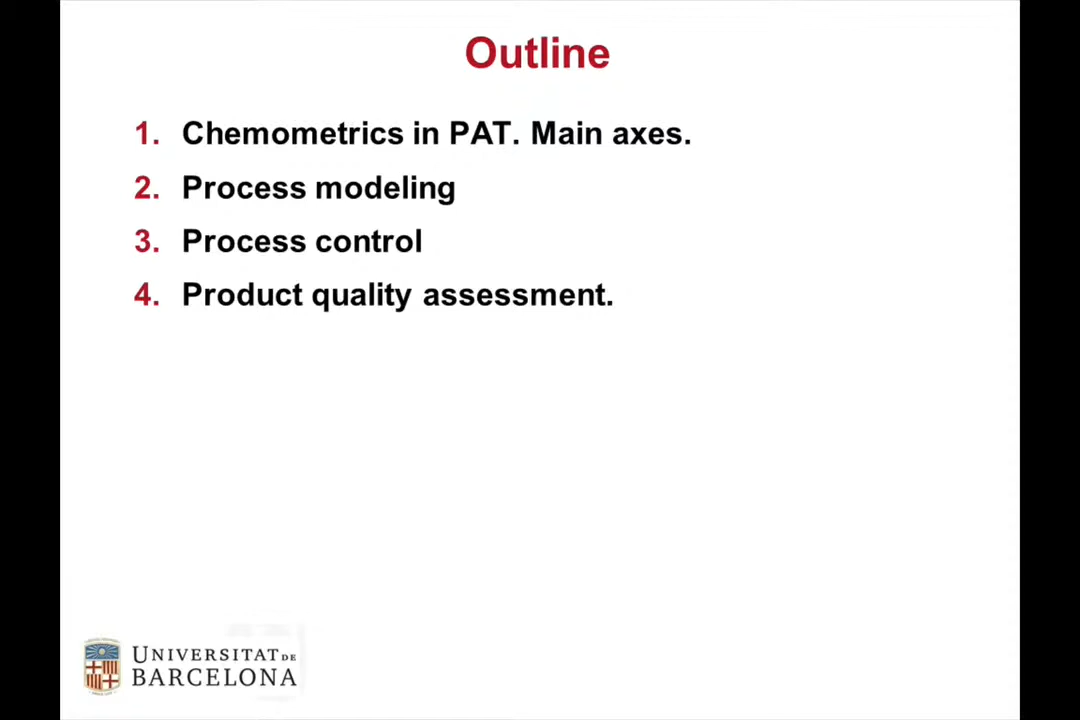 Outline
1. Chemometrics in PAT. Main axes.
2. Process modeling
3. Process control
4. Product quality assessment.
UNIVERSITAT DE
BARCELONA